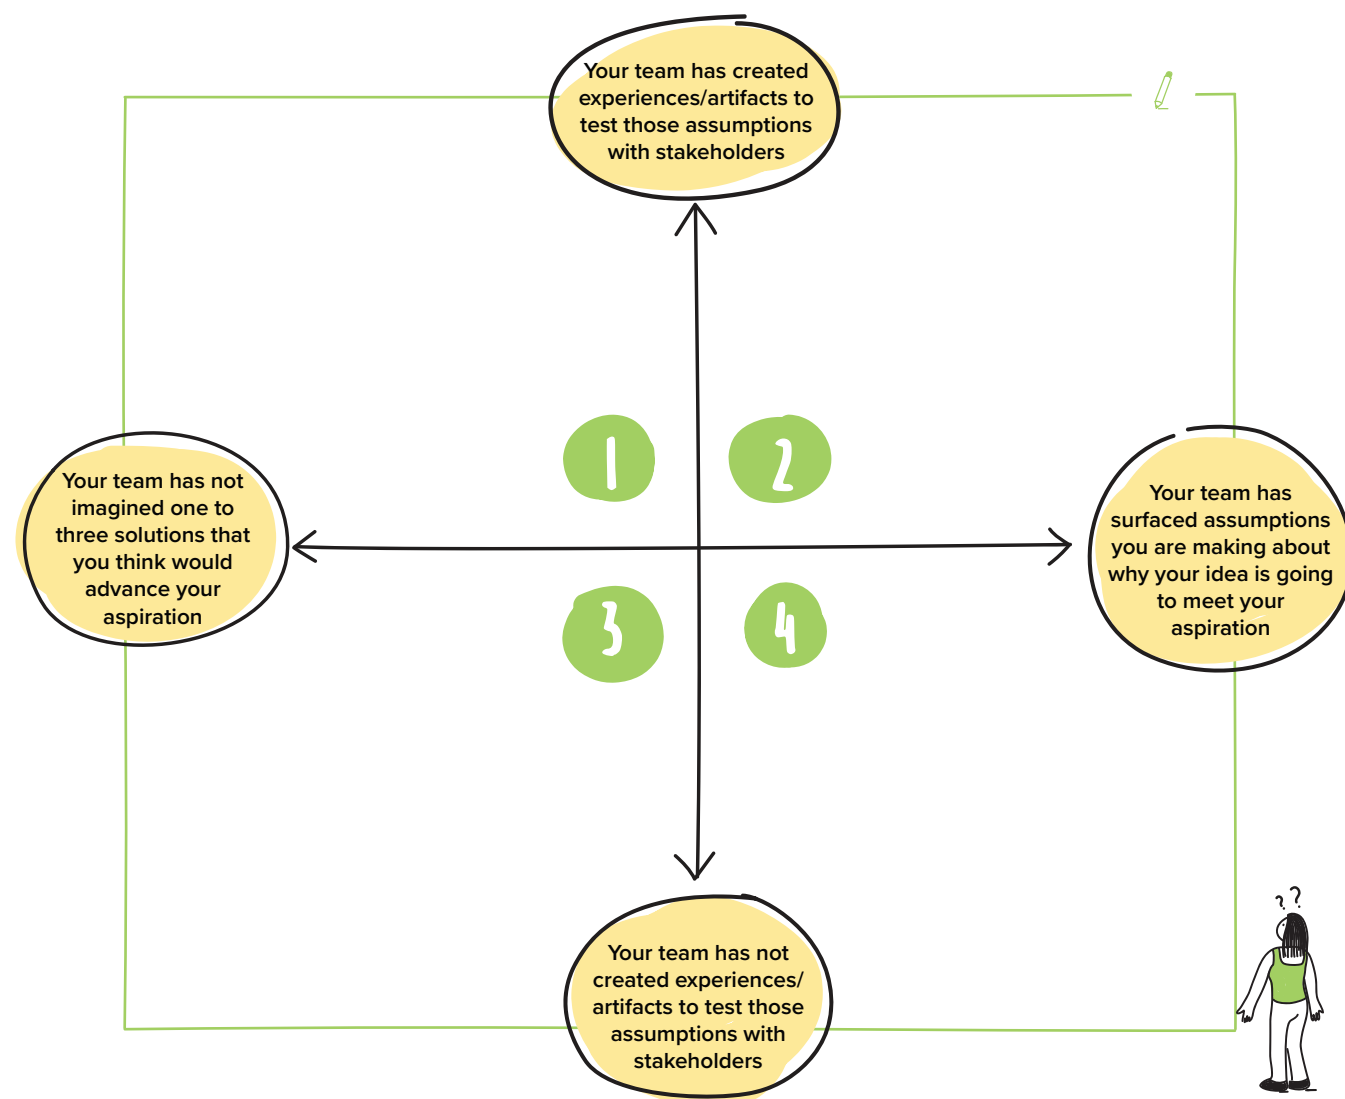 Your team has created
experiences/artifacts to
test those assumptions
with stakeholders
1
2
Your team has not
imagined one to
three solutions that
you think would
advance your
aspiration
Your team has
surfaced assumptions
you are making about
why your idea is going
to meet your
aspiration
3
4
Your team has not
created experiences/
artifacts to test those
assumptions with
stakeholders
? ?